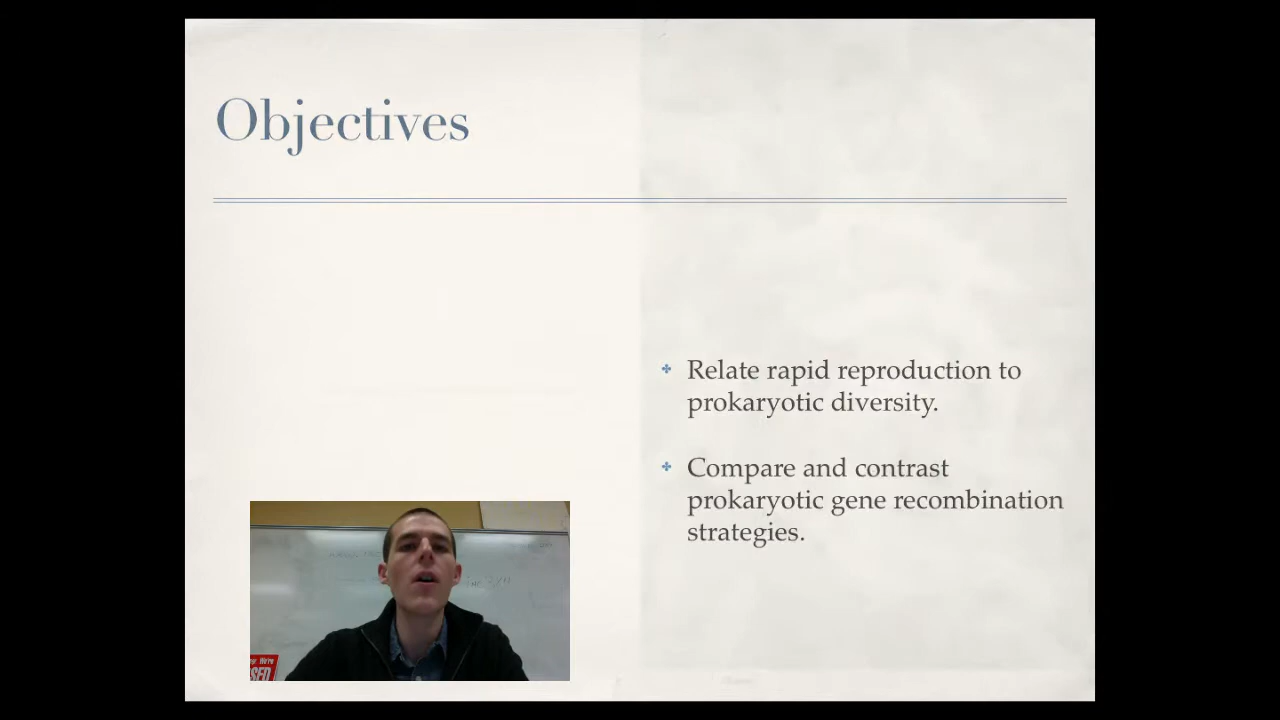 Objectives
Relate rapid reproduction to
prokaryotic diversity.
Compare and contrast
prokaryotic gene recombination
strategies.